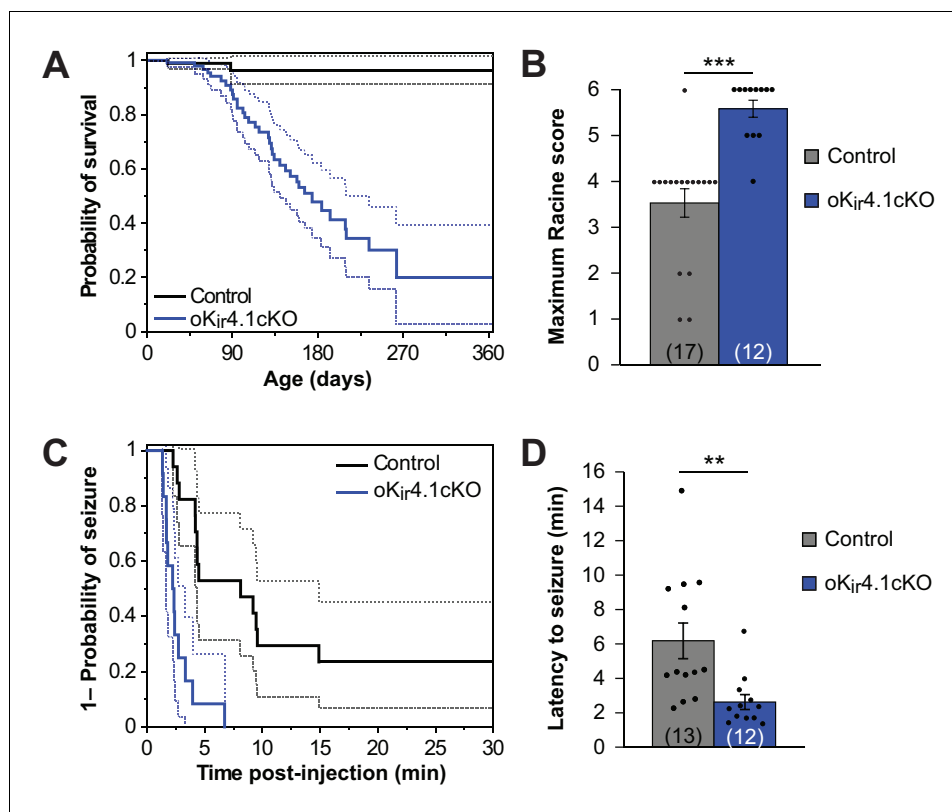 A
Probability of survival
1
0.8
0.6
0.4
0.2
0
Control
oKir4.1cKO
0 90 180 270 360
Age (days)
B
***
Maximum Racine score
6
5
4
3
2
1
0
(17) (12)
Control
oKir4.1cKO
C
1– Probability of seizure
1
0.8
0.6
0.4
0.2
0
Control
oKir4.1cKO
0 5 10 15 20 25 30
Time post-injection (min)
D
**
Latency to seizure (min)
16
14
12
10
8
6
4
2
0
(13) (12)
Control
oKir4.1cKO